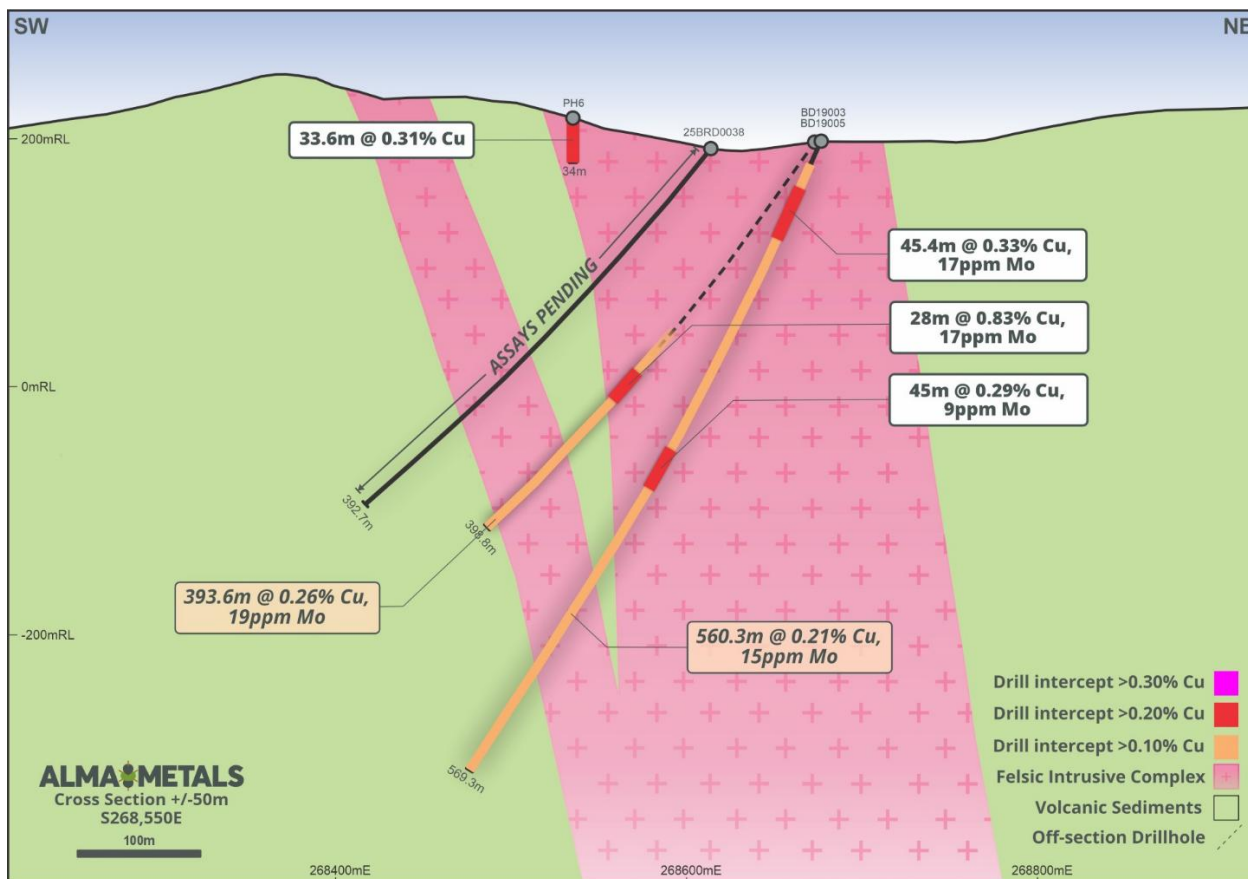 SW
NE
PH6
BD19003
BD19005
25BRD0038
200mRL
33.6m @ 0.31% Cu
34m
45.4m @ 0.33% Cu,
17ppm Mo
ASSAYS PENDING
28m @ 0.83% Cu,
17ppm Mo
0mRL
45m @ 0.29% Cu,
9ppm Mo
392.7m
398.8m
393.6m @ 0.26% Cu,
19ppm Mo
-200mRL
560.3m @ 0.21% Cu,
15ppm Mo
569.3m
Drill intercept >0.30% Cu
Drill intercept >0.20% Cu
Drill intercept >0.10% Cu
Felsic Intrusive Complex
Volcanic Sediments
Off-section Drillhole
ALMA METALS
Cross Section +/-50m
S268,550E
100m
268400mE
268600mE
268800mE